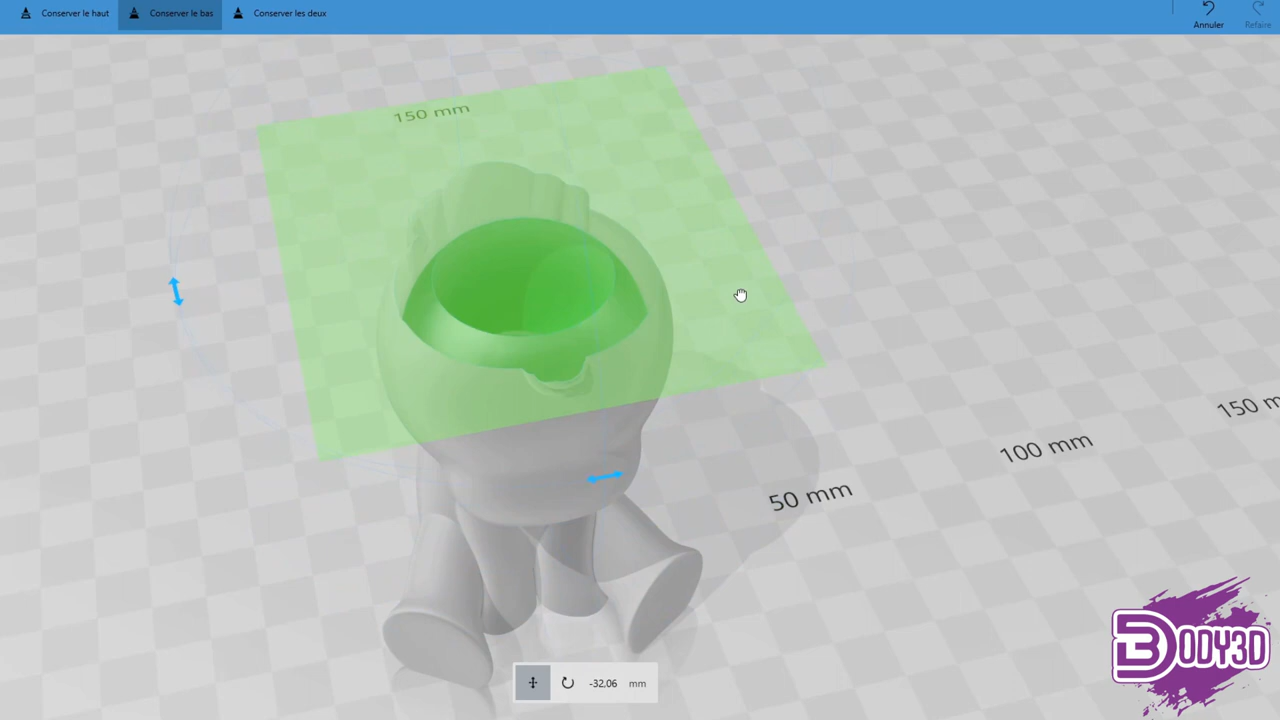 Conserver le haut
Conserver le bas
Conserver les deux
Annuler
Refaire
150 mm
150 m
100 mm
50 mm
-32,06 mm
BODY3D